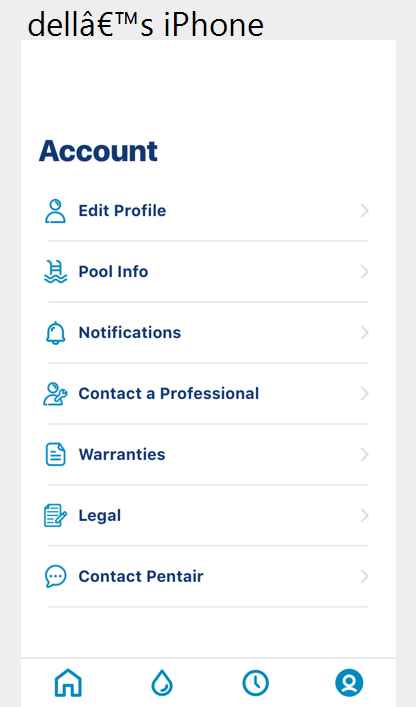 dellâ€™s iPhone
Account
Edit Profile
Pool Info
Notifications
Contact a Professional
Warranties
Legal
Contact Pentair